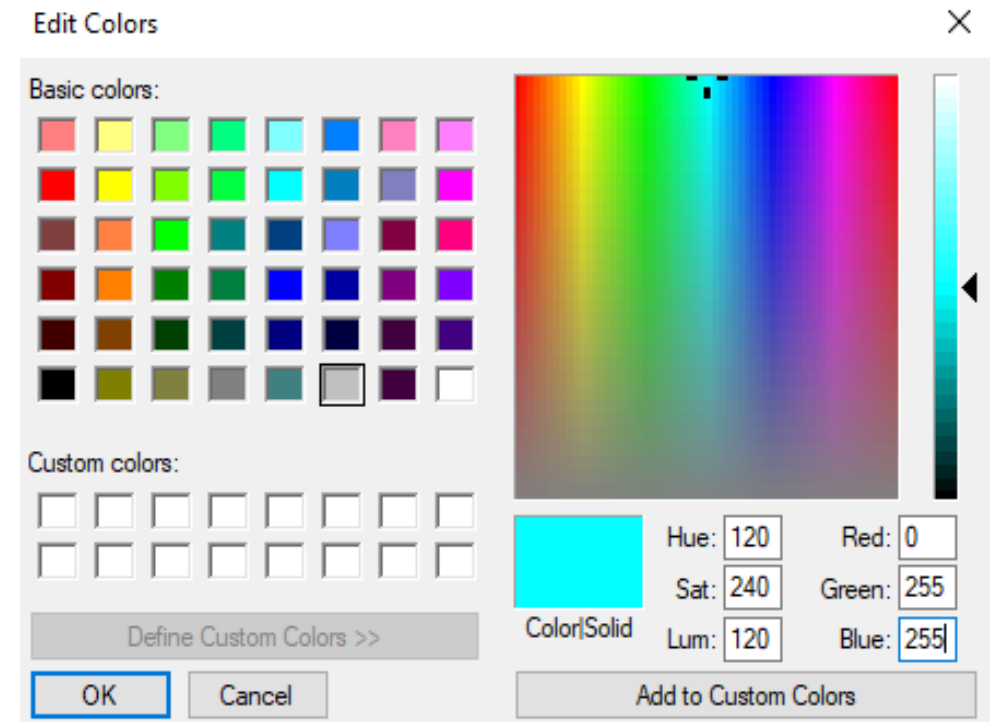 Edit Colors
Basic colors:
Custom colors:
Define Custom Colors >>
OK Cancel
Color|Solid
Hue: 120 Red: 0
Sat: 240 Green: 255
Lum: 120 Blue: 255
Add to Custom Colors